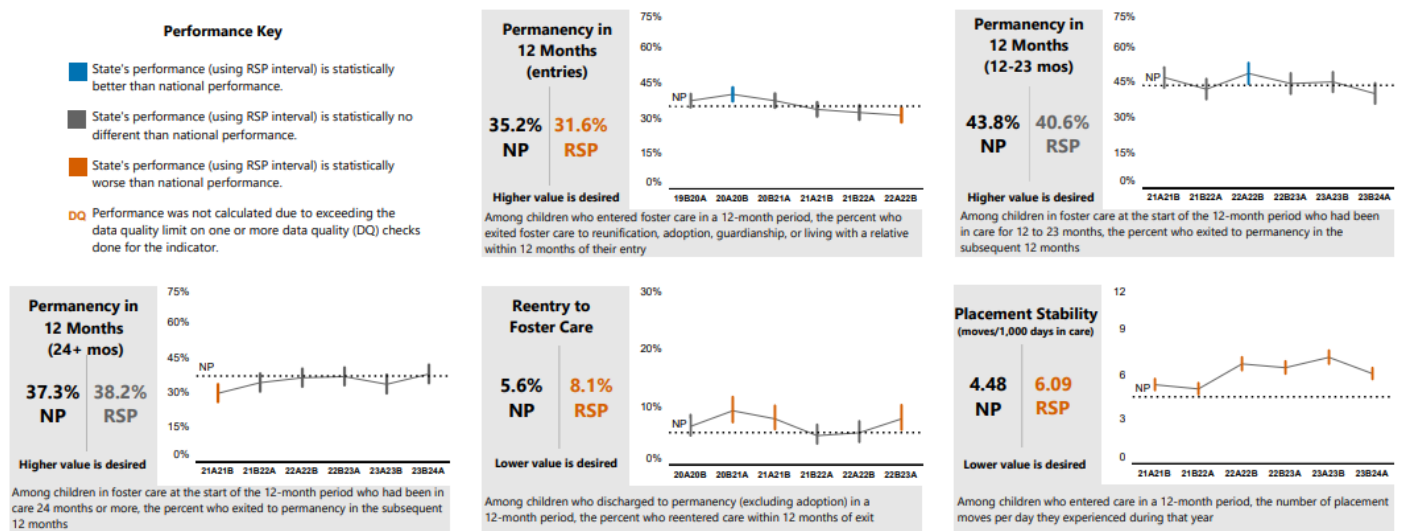 Performance Key
State's performance (using RSP interval) is statistically
better than national performance.
State's performance (using RSP interval) is statistically no
different than national performance.
State's performance (using RSP interval) is statistically
worse than national performance.
DQ Performance was not calculated due to exceeding the
data quality limit on one or more data quality (DQ) checks
done for the indicator.
Permanency in
12 Months
(entries)
35.2% 31.6%
NP RSP
Higher value is desired
75%
60%
45%
NP
30%
15%
0%
19B20A 20A20B 20B21A 21A21B 21B22A 22A22B
Among children who entered foster care in a 12-month period, the percent who
exited foster care to reunification, adoption, guardianship, or living with a relative
within 12 months of their entry
Permanency in
12 Months
(12-23 mos)
43.8% 40.6%
NP RSP
Higher value is desired
75%
60%
NP
45%
30%
15%
0%
21A21B 21B22A 22A22B 22B23A 23A23B 23B24A
Among children in foster care at the start of the 12-month period who had been
in care for 12 to 23 months, the percent who exited to permanency in the
subsequent 12 months
Permanency in
12 Months
(24+ mos)
37.3% 38.2%
NP RSP
Higher value is desired
75%
60%
45%
NP
30%
15%
0%
21A21B 21B22A 22A22B 22B23A 23A23B 23B24A
Among children in foster care at the start of the 12-month period who had been in
care 24 months or more, the percent who exited to permanency in the subsequent
12 months
Reentry to
Foster Care
5.6% 8.1%
NP RSP
Lower value is desired
30%
20%
10%
NP
0%
20A20B 20B21A 21A21B 21B22A 22A22B 22B23A
Among children who discharged to permanency (excluding adoption) in a
12-month period, the percent who reentered care within 12 months of exit
Placement Stability
(moves/1,000 days in care)
4.48 6.09
NP RSP
Lower value is desired
12
9
6
NP
3
0
21A21B 21B22A 22A22B 22B23A 23A23B 23B24A
Among children who entered care in a 12-month period, the number of placement
moves per day they experienced during that year